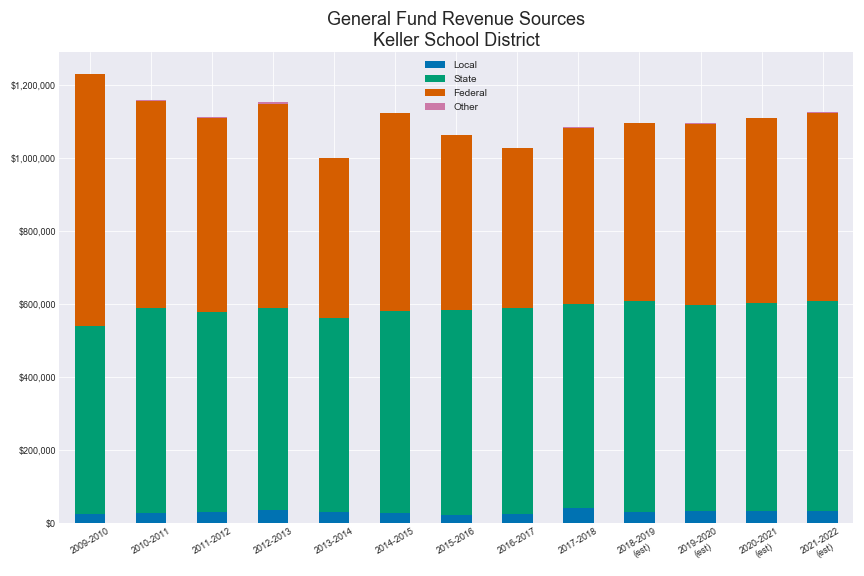 General Fund Revenue Sources
Keller School District
Local
State
Federal
Other
$1,200,000
$1,000,000
$800,000
$600,000
$400,000
$200,000
$0
2009-2010
2010-2011
2011-2012
2012-2013
2013-2014
2014-2015
2015-2016
2016-2017
2017-2018
2018-2019
(est)
2019-2020
(est)
2020-2021
(est)
2021-2022
(est)